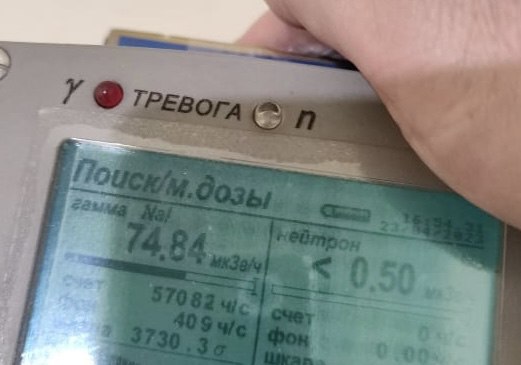 γ ТРЕВОГА n
Поиск/м.дозы
гамма NaI
74.84 мкЗв/ч
счет 57082 ч/с
фон 409 ч/с
3730.3 σ
нейтрон
< 0.50
счет 0 ч/с
фон 0.00
шкала